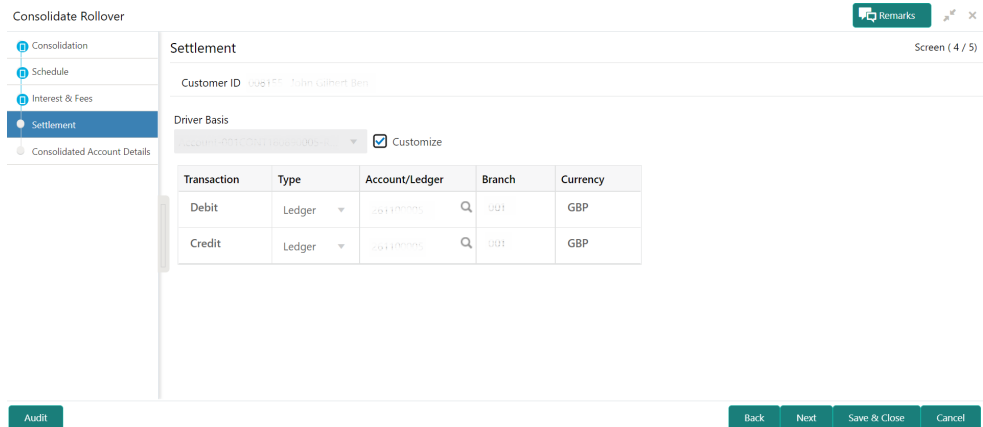 Consolidate Rollover
Remarks
Consolidation
Schedule
Interest & Fees
Settlement
Consolidated Account Details
Settlement
Screen ( 4 / 5)
Customer ID
Driver Basis
Customize
Transaction Type Account/Ledger Branch Currency
Debit Ledger GBP
Credit Ledger GBP
Audit
Back Next Save & Close Cancel